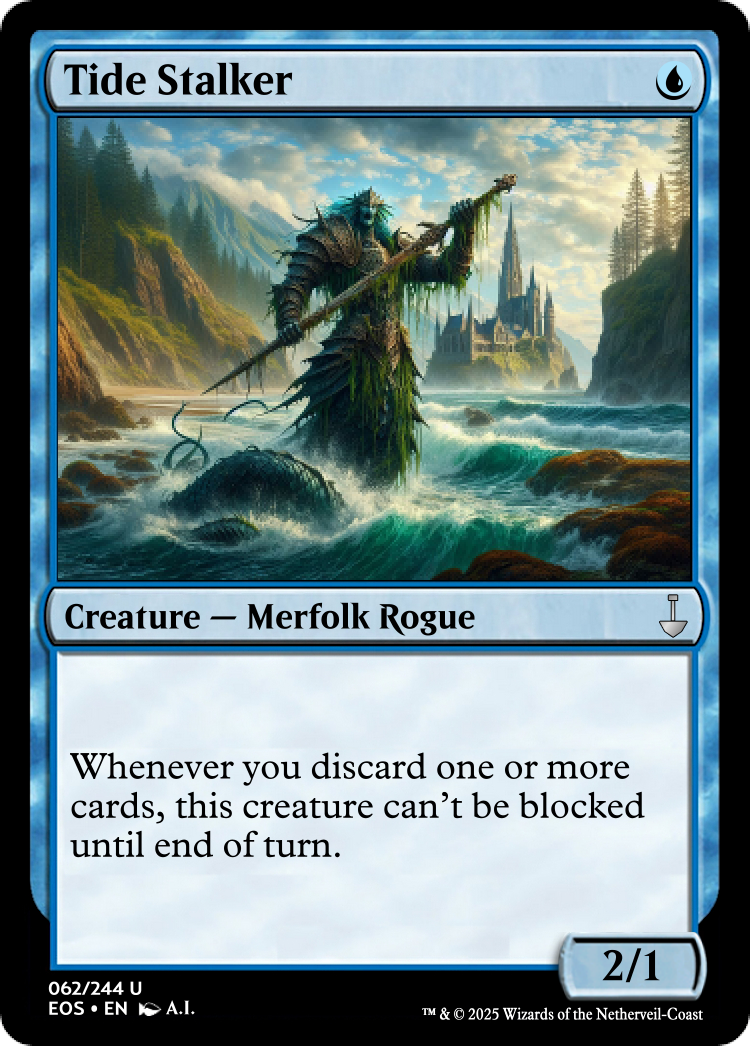 Tide Stalker
Creature — Merfolk Rogue
Whenever you discard one or more
cards, this creature can't be blocked
until end of turn.
2/1
062/244 U
EOS • EN A.I.
™ & © 2025 Wizards of the Netherveil-Coast